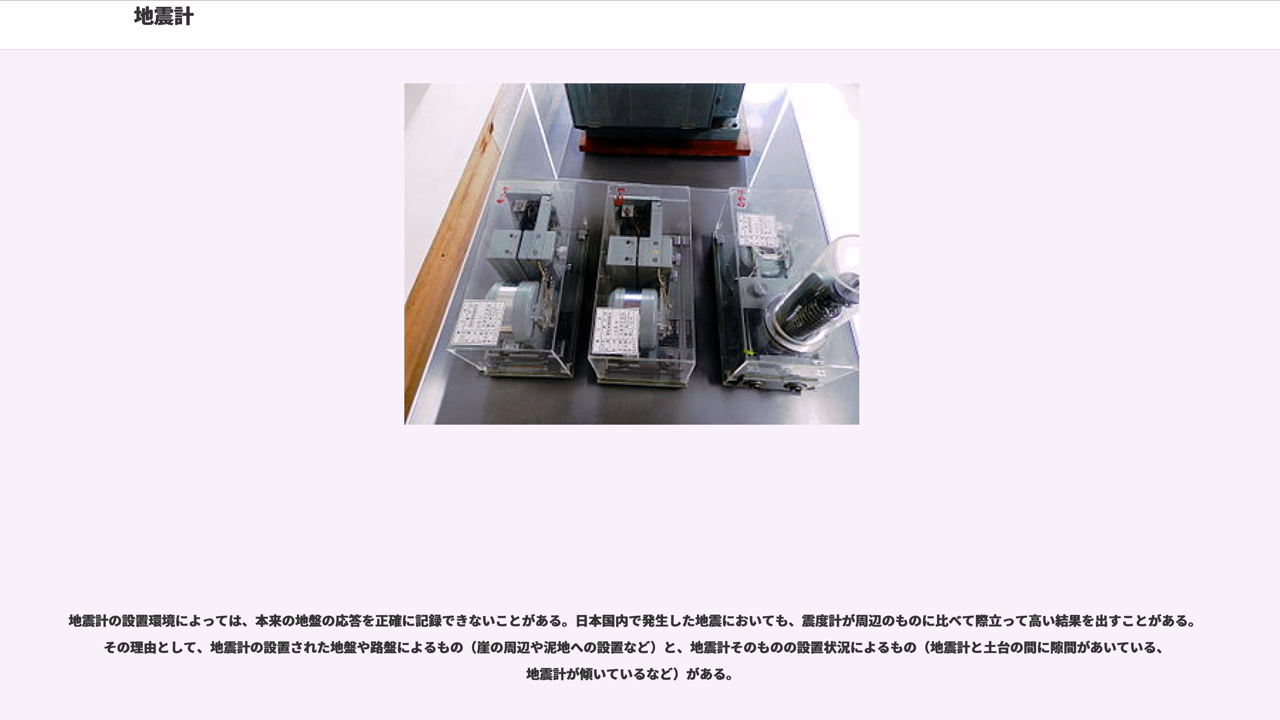 地震計
地震計の設置環境によっては、本来の地盤の応答を正確に記録できないことがある。日本国内で発生した地震においても、震度計が周辺のものに比べて際立って高い結果を出すことがある。
その理由として、地震計の設置された地盤や路盤によるもの（崖の周辺や泥地への設置など）と、地震計そのものの設置状況によるもの（地震計と土台の間に隙間があいている、
地震計が傾いているなど）がある。